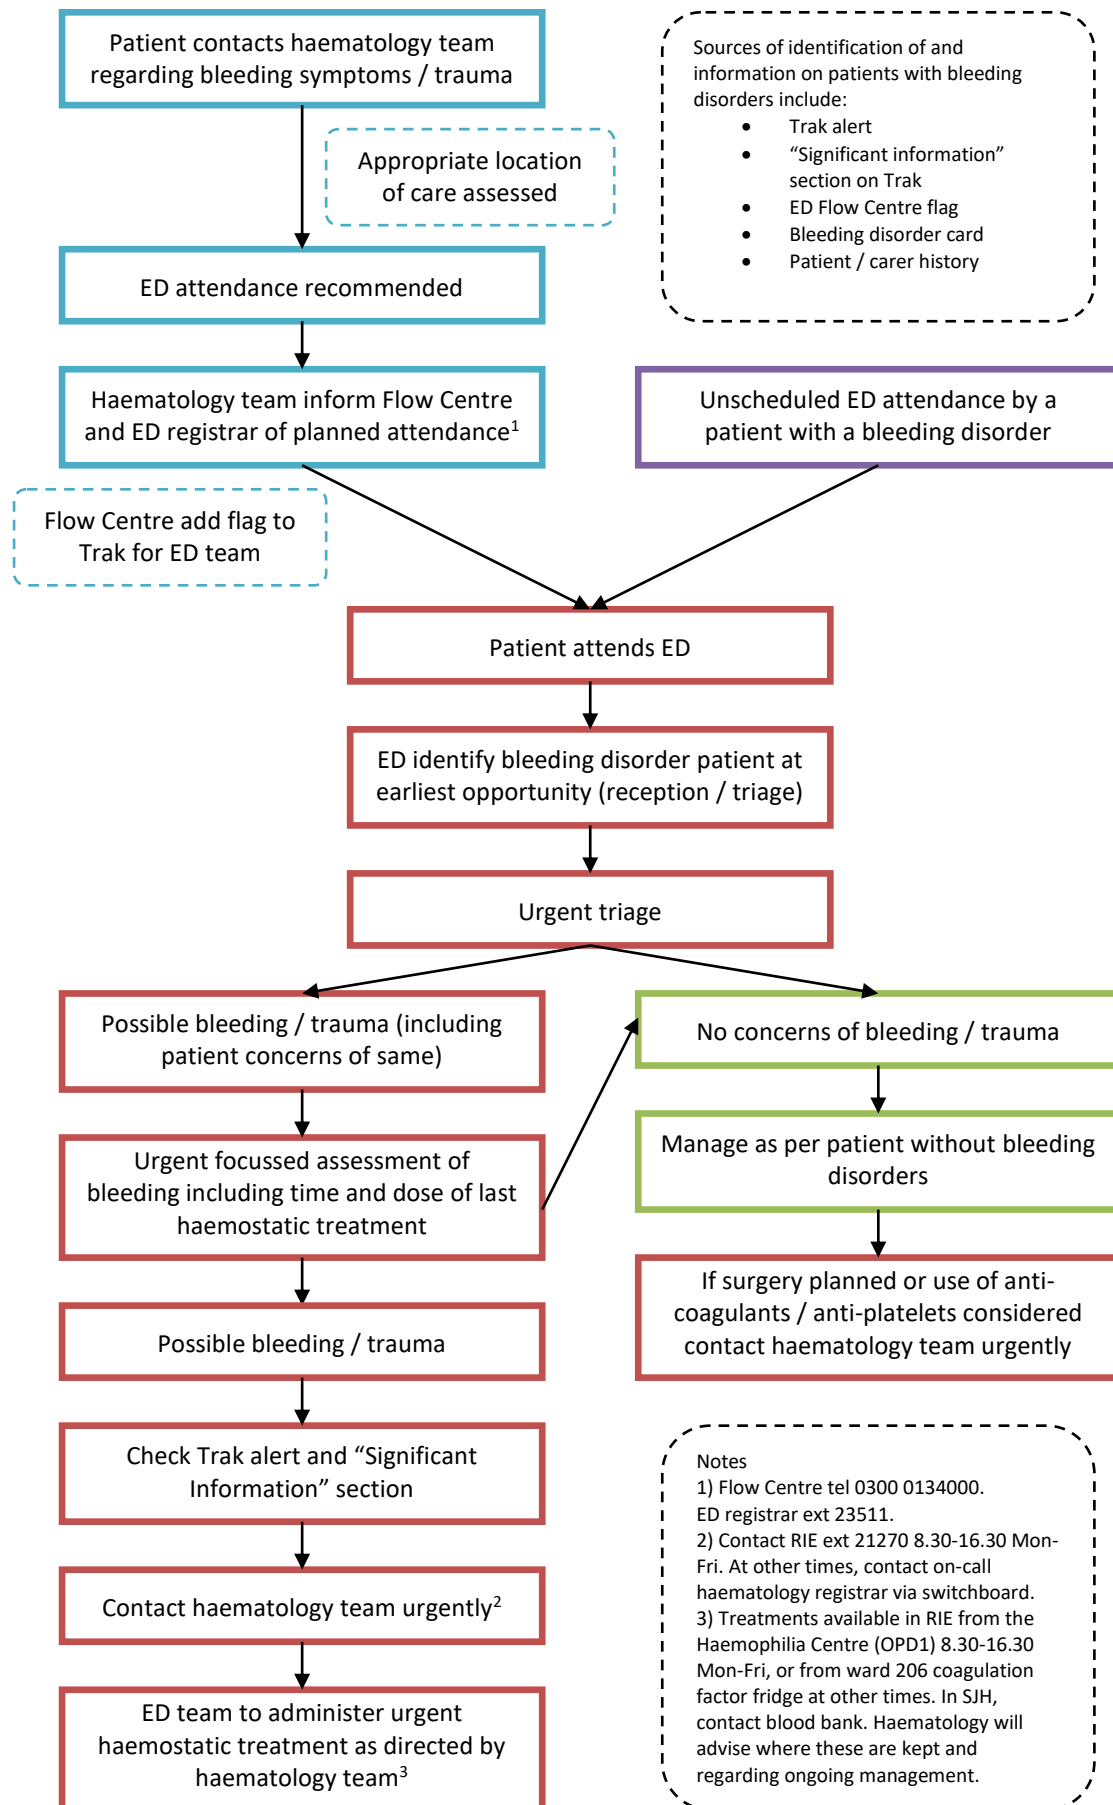 Patient contacts haematology team
regarding bleeding symptoms / trauma
Sources of identification of and
information on patients with bleeding
disorders include:
• Trak alert
• “Significant information”
section on Trak
• ED Flow Centre flag
• Bleeding disorder card
• Patient / carer history
Appropriate location
of care assessed
ED attendance recommended
Haematology team inform Flow Centre
and ED registrar of planned attendance1
Unscheduled ED attendance by a
patient with a bleeding disorder
Flow Centre add flag to
Trak for ED team
Patient attends ED
ED identify bleeding disorder patient at
earliest opportunity (reception / triage)
Urgent triage
Possible bleeding / trauma (including
patient concerns of same)
No concerns of bleeding / trauma
Urgent focussed assessment of
bleeding including time and dose of last
haemostatic treatment
Manage as per patient without bleeding
disorders
Possible bleeding / trauma
If surgery planned or use of anti-
coagulants / anti-platelets considered
contact haematology team urgently
Check Trak alert and “Significant
Information” section
Contact haematology team urgently2
ED team to administer urgent
haemostatic treatment as directed by
haematology team3
Notes
1) Flow Centre tel 0300 0134000.
ED registrar ext 23511.
2) Contact RIE ext 21270 8.30-16.30 Mon-
Fri. At other times, contact on-call
haematology registrar via switchboard.
3) Treatments available in RIE from the
Haemophilia Centre (OPD1) 8.30-16.30
Mon-Fri, or from ward 206 coagulation
factor fridge at other times. In SJH,
contact blood bank. Haematology will
advise where these are kept and
regarding ongoing management.